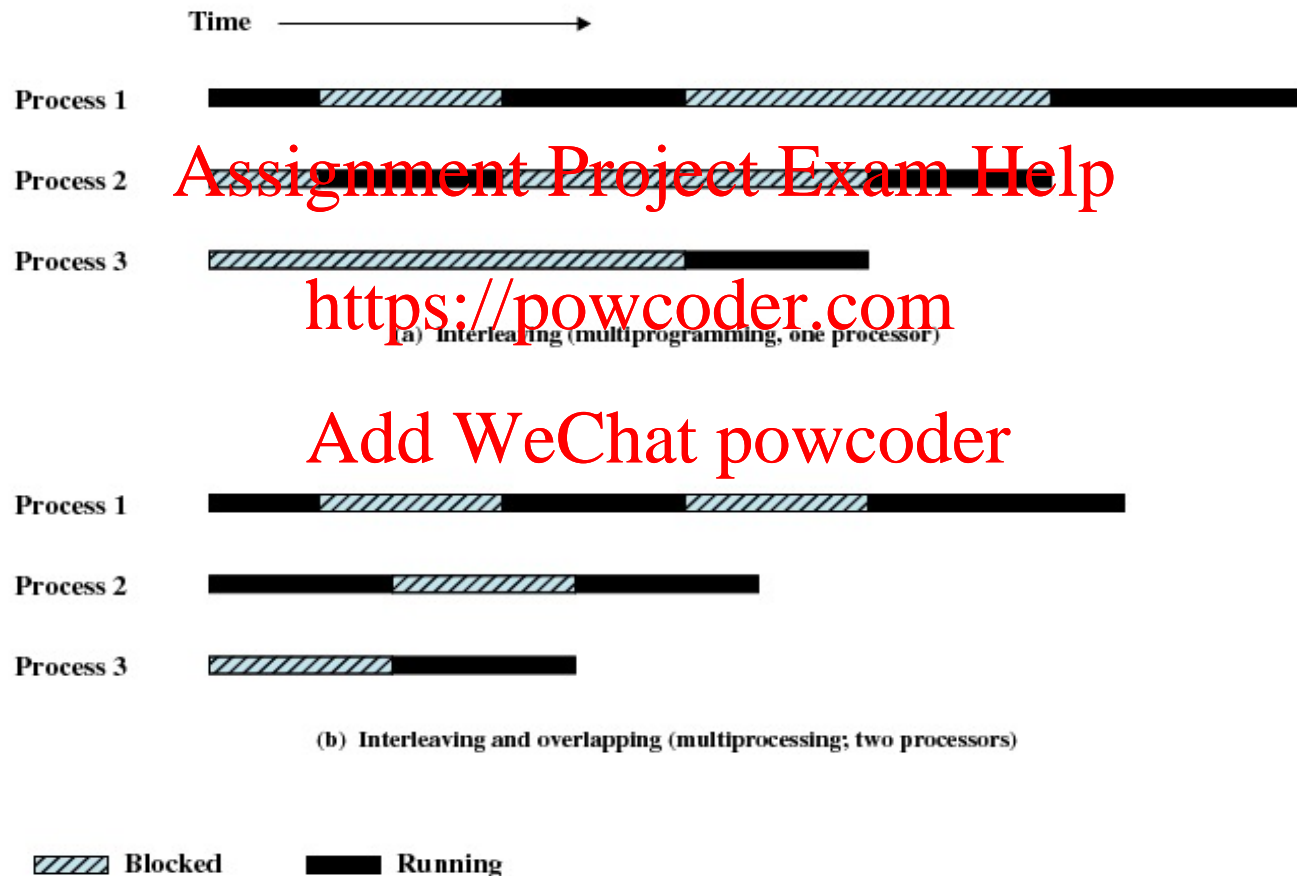 Time
Process 1
Assignment Project Exam Help
Process 2
Process 3
https://powcoder.com
(a) Interleaving (multiprogramming, one processor)
Add WeChat powcoder
Process 1
Process 2
Process 3
(b) Interleaving and overlapping (multiprocessing; two processors)
Blocked Running